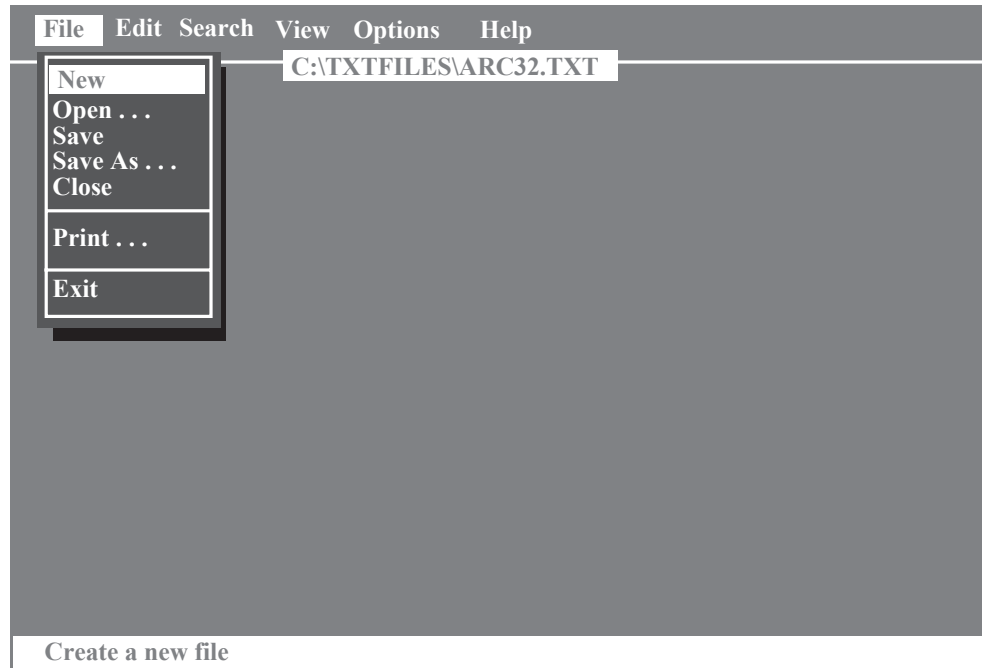 File Edit Search View Options Help
C:\TXTFILES\ARC32.TXT
New
Open . . .
Save
Save As . . .
Close
Print . . .
Exit
Create a new file